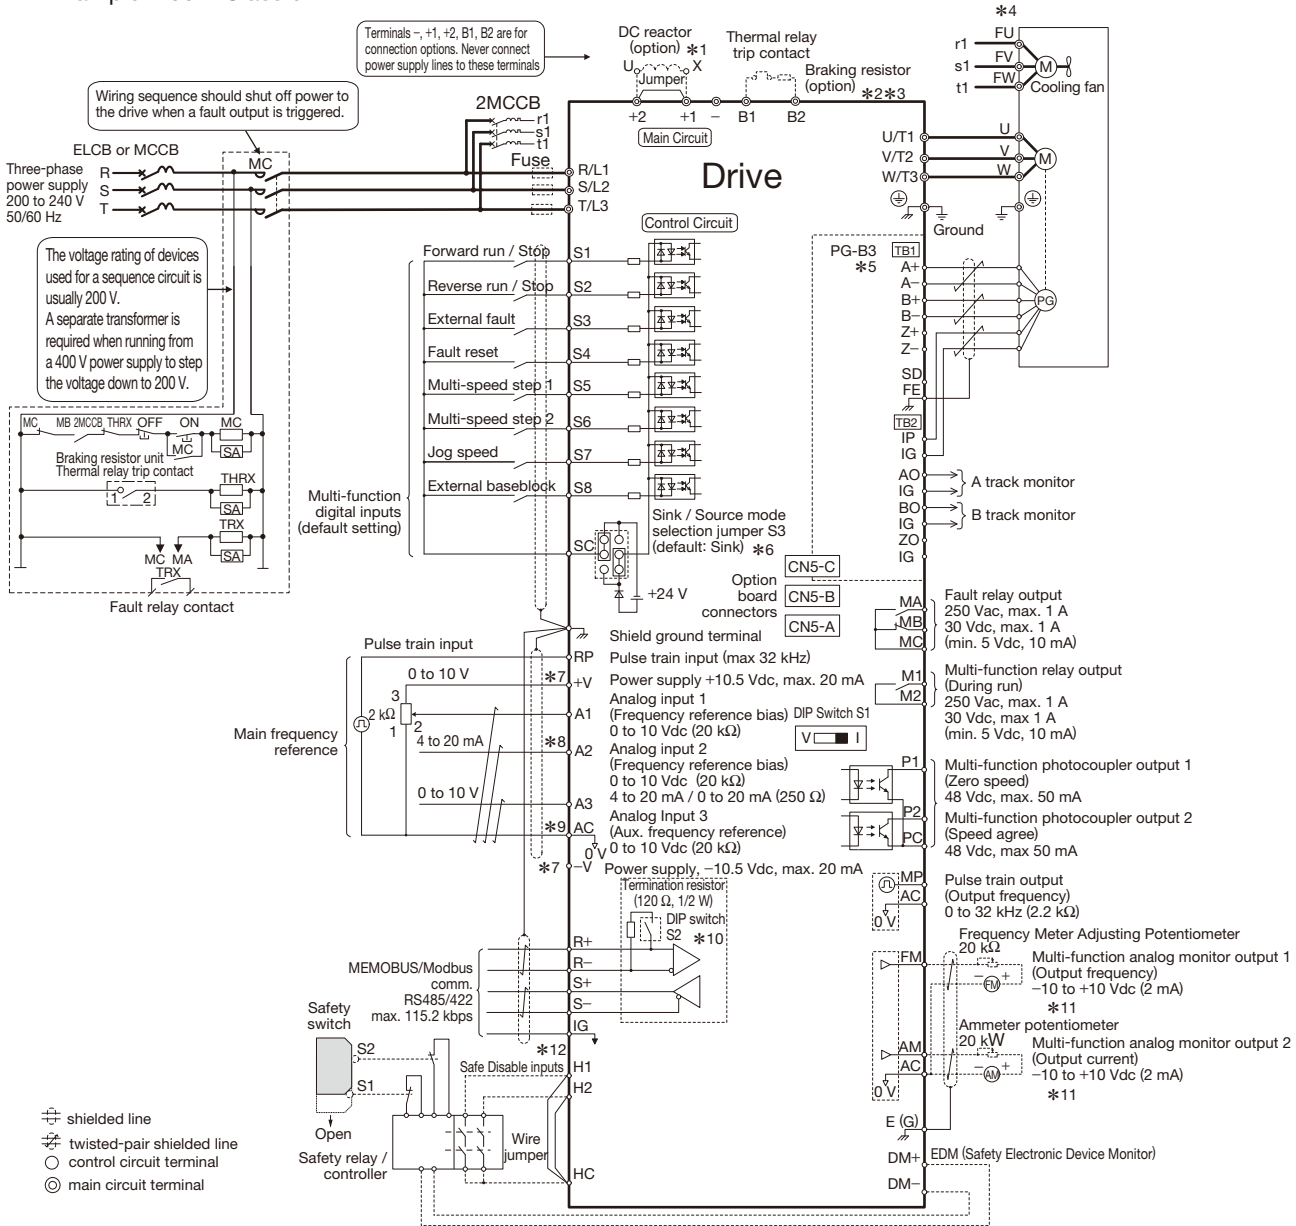 Terminals –, +1, +2, B1, B2 are for
connection options. Never connect
power supply lines to these terminals
DC reactor
(option) *1
U X
Jumper
+2 +1 – B1 B2
Main Circuit
Thermal relay
trip contact
Braking resistor
(option) *2*3
*4
r1 FU
s1 FV
t1 FW
M
Cooling fan
Wiring sequence should shut off power to
the drive when a fault output is triggered.
2MCCB
r1
s1
t1
Fuse
ELCB or MCCB
MC
Three-phase
power supply
200 to 240 V
50/60 Hz
R
S
T
R/L1
S/L2
T/L3
Drive
U/T1 U
V/T2 V
W/T3 W
M
Ground
The voltage rating of devices
used for a sequence circuit is
usually 200 V.
A separate transformer is
required when running from
a 400 V power supply to step
the voltage down to 200 V.
Control Circuit
Forward run / Stop S1
Reverse run / Stop S2
External fault S3
Fault reset S4
Multi-speed step 1 S5
Multi-speed step 2 S6
Jog speed S7
External baseblock S8
Multi-function
digital inputs
(default setting)
SC
Sink / Source mode
selection jumper S3
(default: Sink) *6
+24 V
PG-B3
*5
TB1
A+
A–
B+
B–
Z+
Z–
PG
SD
FE
TB2
IP
IG
AO
IG
A track monitor
BO
IG
B track monitor
ZO
IG
CN5-C
CN5-B
CN5-A
Option
board
connectors
MC MB 2MCCB THRX OFF ON MC
MC SA
Braking resistor unit
Thermal relay trip contact
1 2
THRX
SA
TRX
SA
MC MA
TRX
Fault relay contact
MA
MB
MC
Fault relay output
250 Vac, max. 1 A
30 Vdc, max. 1 A
(min. 5 Vdc, 10 mA)
M1
M2
Multi-function relay output
(During run)
250 Vac, max. 1 A
30 Vdc, max 1 A
(min. 5 Vdc, 10 mA)
Shield ground terminal
Pulse train input
RP
Pulse train input (max 32 kHz)
0 to 10 V
*7
+V
Power supply +10.5 Vdc, max. 20 mA
3
2 kΩ
2
1
Main frequency
reference
A1
Analog input 1
(Frequency reference bias)
0 to 10 Vdc (20 kΩ)
4 to 20 mA
*8
A2
Analog input 2
(Frequency reference bias)
0 to 10 Vdc (20 kΩ)
4 to 20 mA / 0 to 20 mA (250 Ω)
DIP Switch S1
V I
0 to 10 V
A3
*9
AC
0 V
Analog Input 3
(Aux. frequency reference)
0 to 10 Vdc (20 kΩ)
*7
–V
Power supply, –10.5 Vdc, max. 20 mA
P1
P2
PC
Multi-function photocoupler output 1
(Zero speed)
48 Vdc, max. 50 mA
Multi-function photocoupler output 2
(Speed agree)
48 Vdc, max 50 mA
MP
AC
0 V
Pulse train output
(Output frequency)
0 to 32 kHz (2.2 kΩ)
Termination resistor
(120 Ω, 1/2 W)
DIP switch
S2 *10
R+
R–
S+
S–
IG
MEMOBUS/Modbus
comm.
RS485/422
max. 115.2 kbps
Frequency Meter Adjusting Potentiometer
20 kΩ
FM
– FM +
Multi-function analog monitor output 1
(Output frequency)
–10 to +10 Vdc (2 mA)
*11
Ammeter potentiometer
20 kW
AM
AC
0 V
– AM +
Multi-function analog monitor output 2
(Output current)
–10 to +10 Vdc (2 mA)
*11
E (G)
DM+
DM–
EDM (Safety Electronic Device Monitor)
Safety
switch
S2
S1
Open
Safety relay /
controller
*12
Safe Disable inputs
H1
H2
HC
Wire
jumper
shielded line
twisted-pair shielded line
control circuit terminal
main circuit terminal